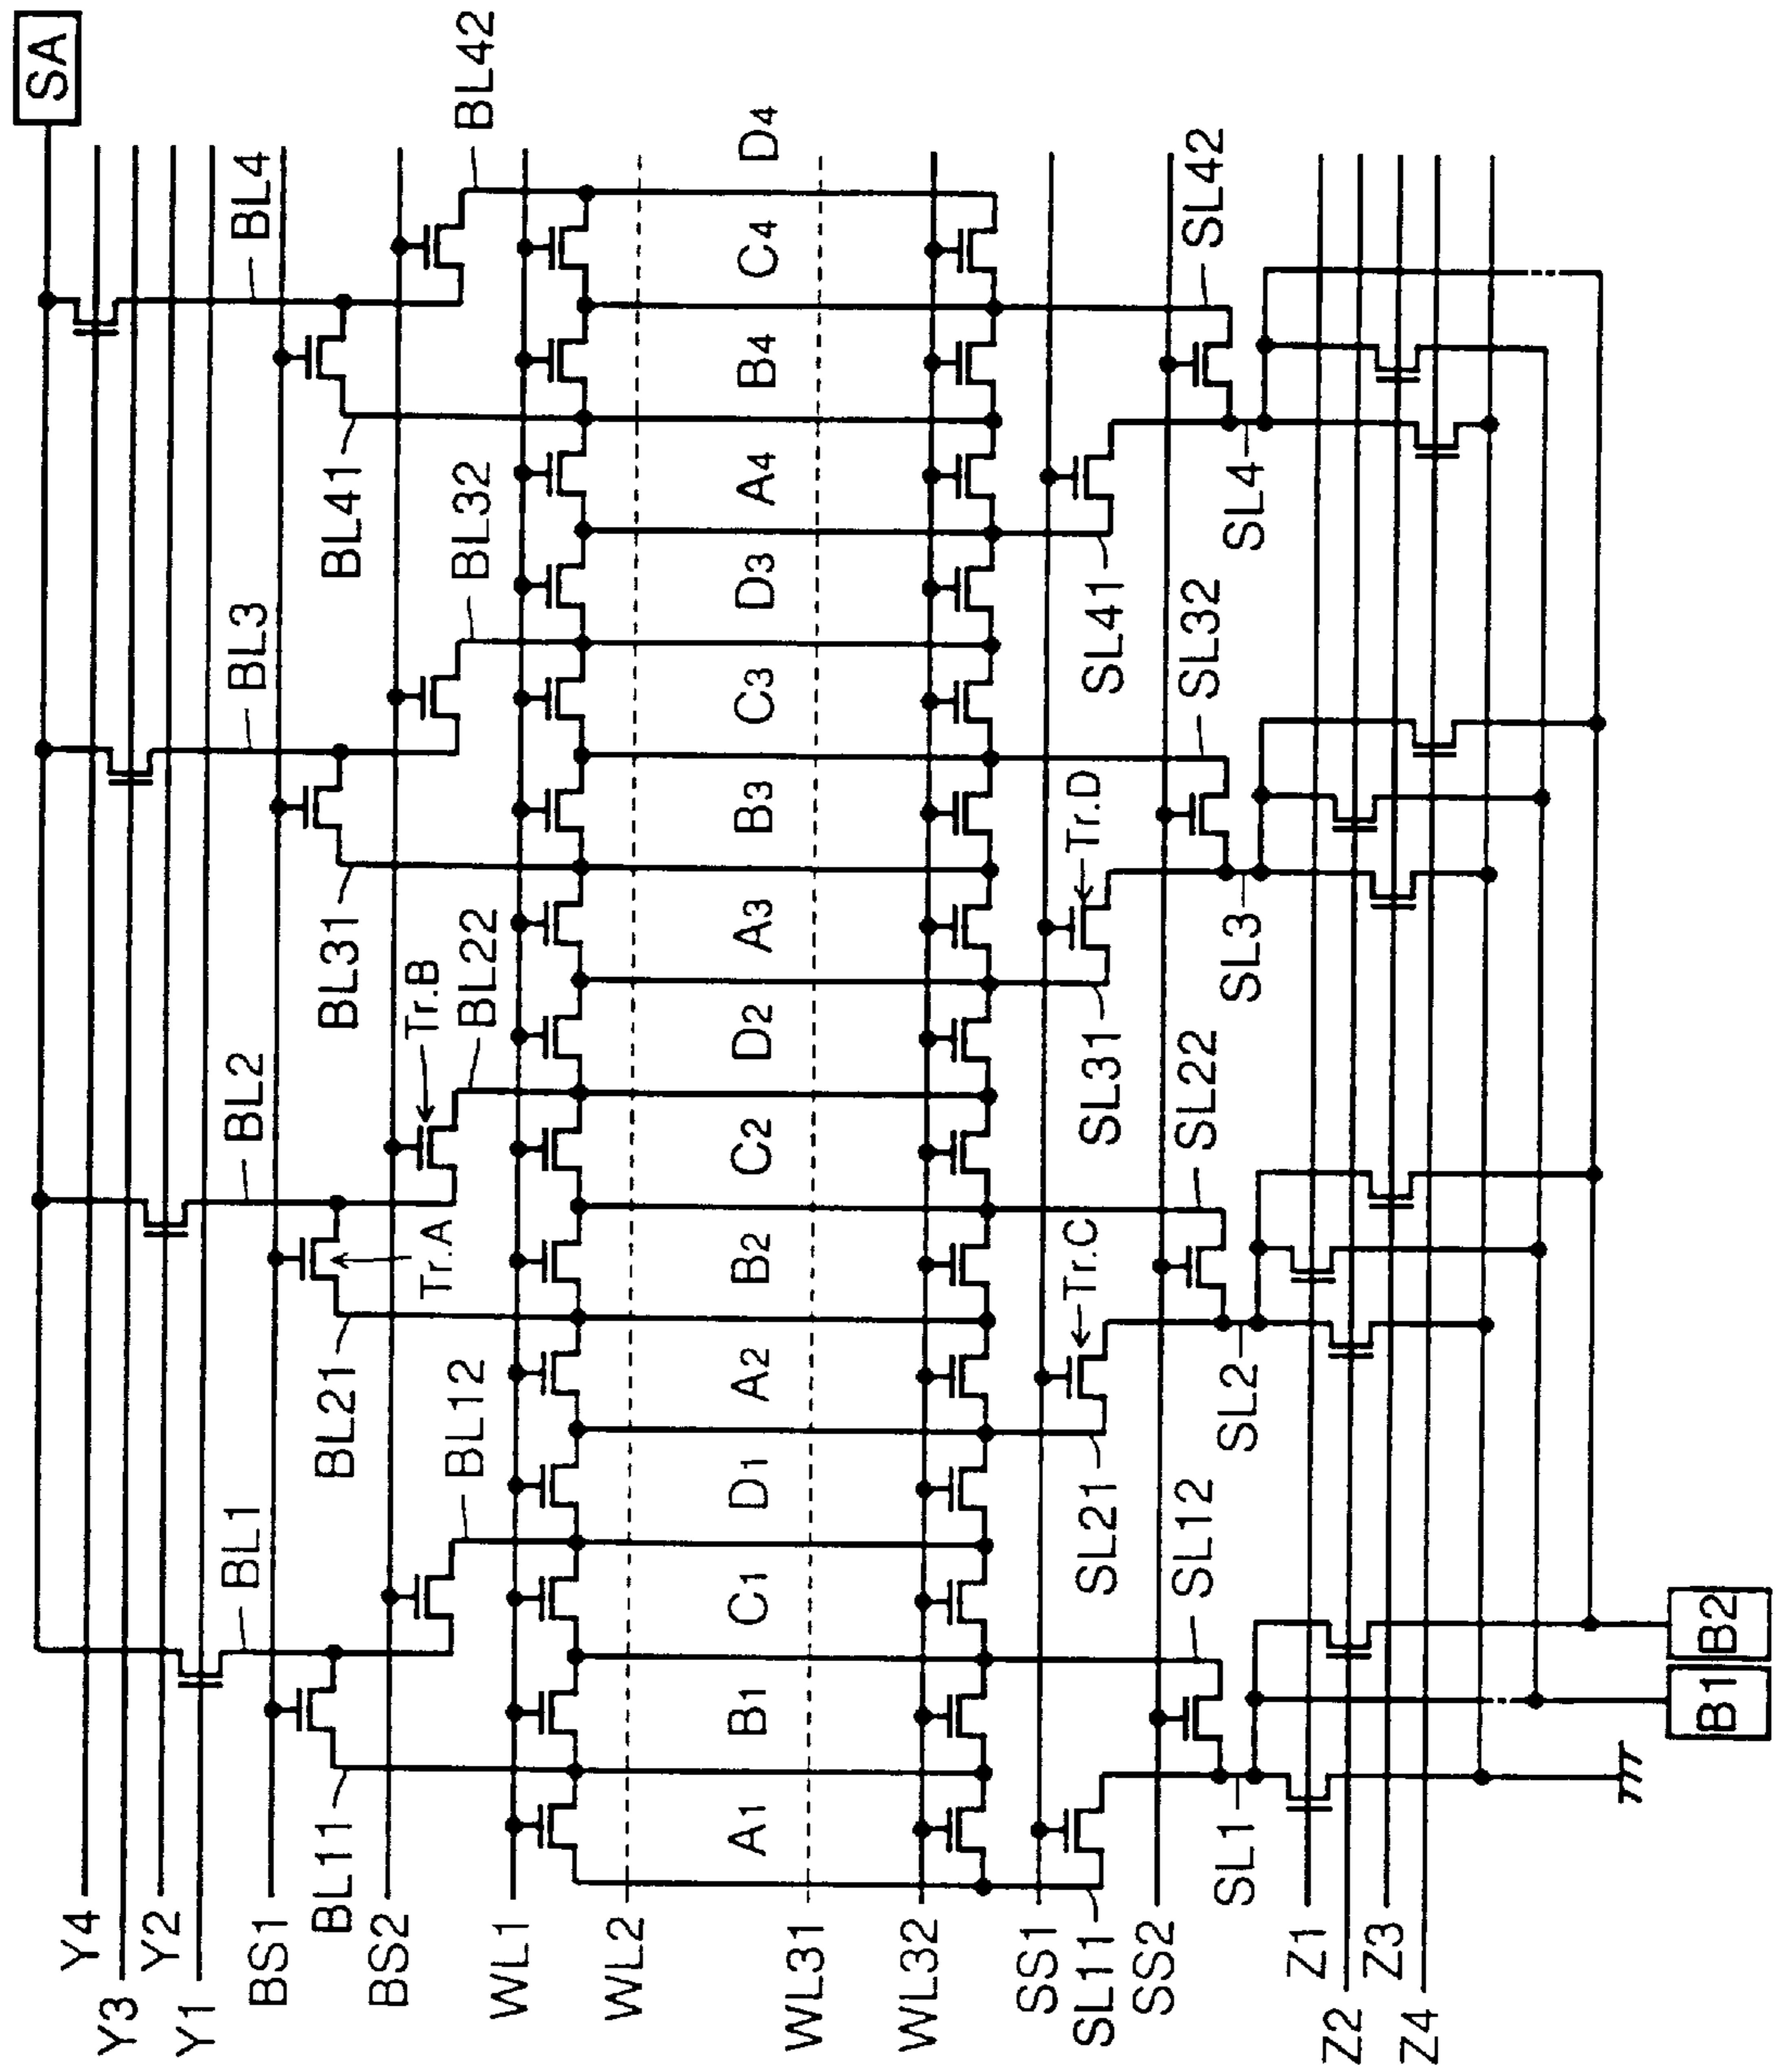 SA
Y4
Y3
Y2
Y1
BL1
BL2
BL3
BL4
BS1
BL11
BL21
Tr.A
BL31
BL41
BS2
BL12
Tr.B
BL22
BL32
BL42
WL1
WL2
A1 B1 C1 D1 A2 B2 C2 D2 A3 B3 C3 D3 A4 B4 C4 D4
WL31
WL32
SS1
SL11
SL21
Tr.C
SL31
Tr.D
SL41
SS2
SL12
SL22
SL32
SL42
SL1
SL2
SL3
SL4
Z1
Z2
Z3
Z4
B1
B2